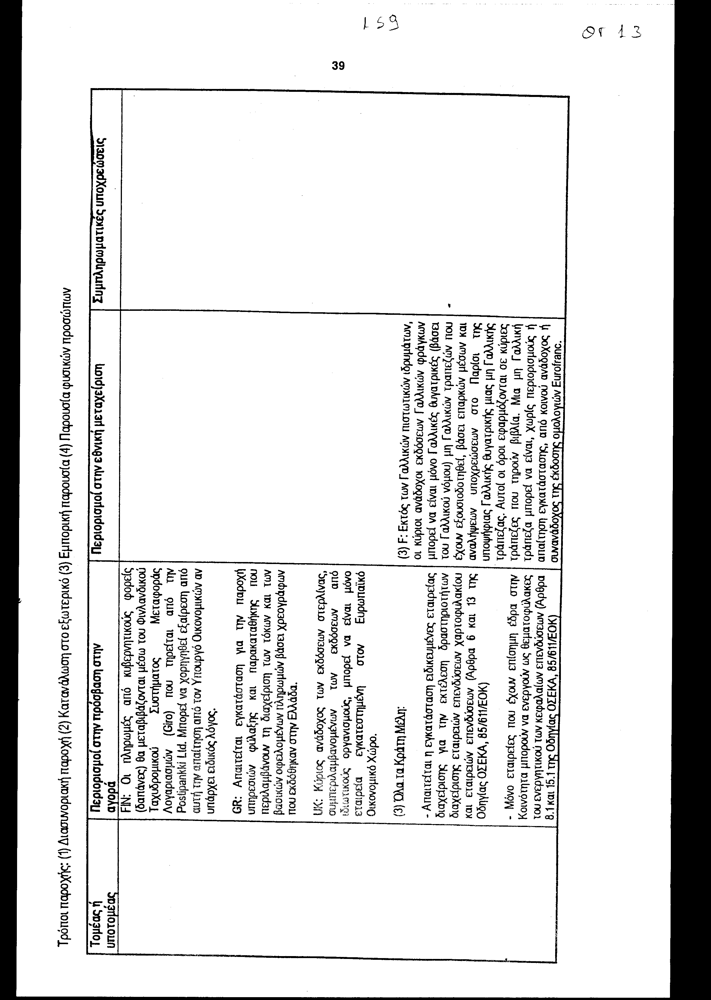 159
ΘΓ 13
39
Τρόποι παροχής: (1) Διασυνοριακή παροχή (2) Κατανάλωση στο εξωτερικό (3) Εμπορική παρουσία (4) Παρουσία φυσικών προσώπων
Τομέας ή
υποτομέας
Περιορισμοί στην πρόσβαση στην
αγορά
Περιορισμοί στην εθνική μεταχείριση
Συμπληρωματικές υποχρεώσεις
FIN: Οι πληρωμές από κυβερνητικούς φορείς
(δαπάνες) θα μεταβιβάζονται μέσω του Φινλανδικού
Ταχυδρομικού Συστήματος Μεταφοράς
Λογαριασμών (Giro) που τηρείται από την
Postipankki Ltd. Μπορεί να χορηγηθεί εξαίρεση από
αυτή την απαίτηση από τον Υπουργό Οικονομικών αν
υπάρχει ειδικός λόγος.
GR: Απαιτείται εγκατάσταση για την παροχή
υπηρεσιών φύλαξης και παρακαταθήκης που
περιλαμβάνουν τη διαχείριση των τόκων και των
βασικών οφειλομένων πληρωμών βάσει χρεογράφων
που εκδόθηκαν στην Ελλάδα.
UK: Κύριος ανάδοχος των εκδόσεων στερλίνας,
συμπεριλαμβανομένων των εκδόσεων από
ιδιωτικούς οργανισμούς, μπορεί να είναι μόνο
εταιρεία εγκατεστημένη στον Ευρωπαϊκό
Οικονομικό Χώρο.
(3) Όλα τα Κράτη Μέλη:
- Απαιτείται η εγκατάσταση ειδικευμένες εταιρείας
διαχείρισης για την εκτέλεση δραστηριοτήτων
διαχείρισης εταιρειών επενδύσεων χαρτοφυλακίου
και εταιρειών επενδύσεων (Άρθρα 6 και 13 της
Οδηγίας ΟΣΕΚΑ, 85/611/ΕΟΚ)
- Μόνο εταιρείες που έχουν επίσημη έδρα στην
Κοινότητα μπορούν να ενεργούν ως θεματοφύλακες
του ενεργητικού των κεφαλαίων επενδύσεων (Άρθρα
8.1 και 15.1 της Οδηγίας ΟΣΕΚΑ, 85/611/ΕΟΚ)
(3) F: Εκτός των Γαλλικών πιστωτικών ιδρυμάτων,
οι κύριοι ανάδοχοι εκδόσεων Γαλλικών φράγκων
μπορεί να είναι μόνο Γαλλικές θυγατρικές (βάσει
του Γαλλικού νόμου) μη Γαλλικών τραπεζών που
έχουν εξουσιοδοτηθεί, βάσει επαρκών μέσων και
αναλήψεων υποχρεώσεων στο Παρίσι της
υποψήφιας Γαλλικής θυγατρικής μιας μη Γαλλικής
τράπεζας. Αυτοί οι όροι εφαρμόζονται σε κύριες
τράπεζες που τηρούν βιβλία. Μια μη Γαλλική
τράπεζα μπορεί να είναι, χωρίς περιορισμούς ή
απαίτηση εγκατάστασης, από κοινού ανάδοχος ή
συνανάδοχος της έκδοσης ομολογιών Eurofranc.